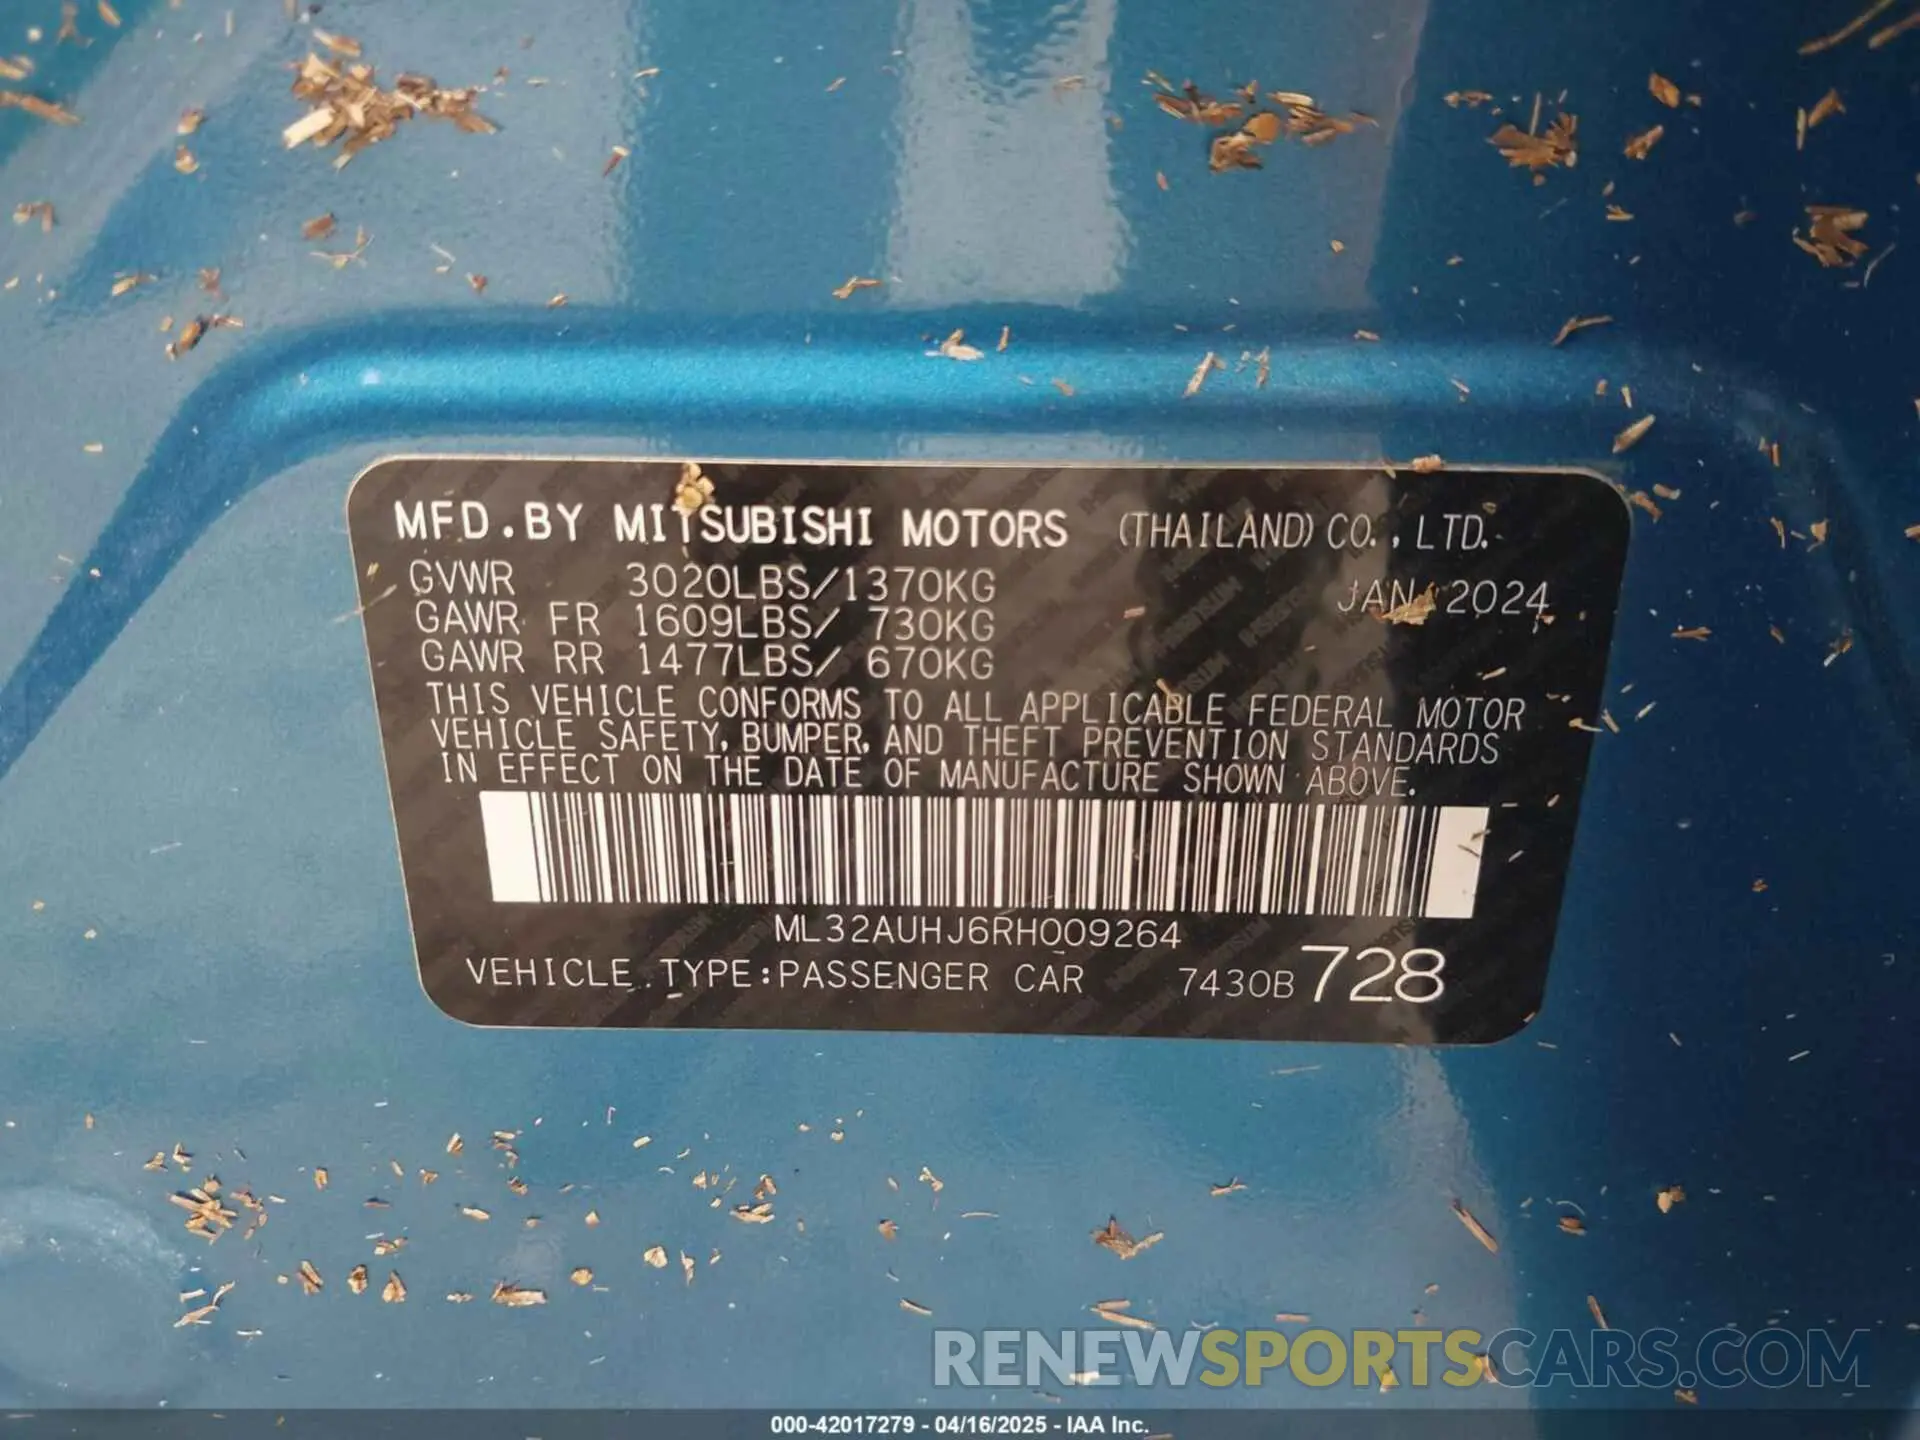 MFD.BY MITSUBISHI MOTORS (THAILAND) CO., LTD.
GVWR 3020LBS/1370KG JAN 2024
GAWR FR 1609LBS/ 730KG
GAWR RR 1477LBS/ 670KG
THIS VEHICLE CONFORMS TO ALL APPLICABLE FEDERAL MOTOR
VEHICLE SAFETY, BUMPER, AND THEFT PREVENTION STANDARDS
IN EFFECT ON THE DATE OF MANUFACTURE SHOWN ABOVE.
ML32AUHJ6RH009264
VEHICLE TYPE:PASSENGER CAR 7430B 728
RENEWSPORTSCARS.COM
000-42017279 - 04/16/2025 - IAA Inc.